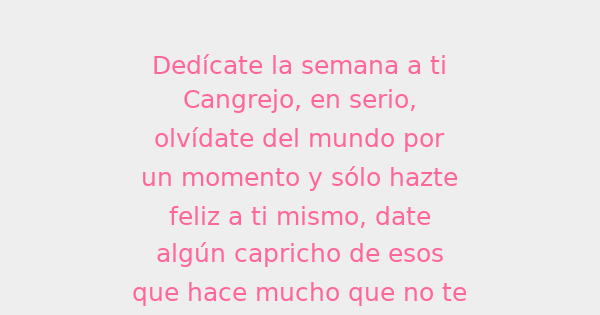 Dedícate la semana a ti
Cangrejo, en serio,
olvídate del mundo por
un momento y sólo hazte
feliz a ti mismo, date
algún capricho de esos
que hace mucho que no te